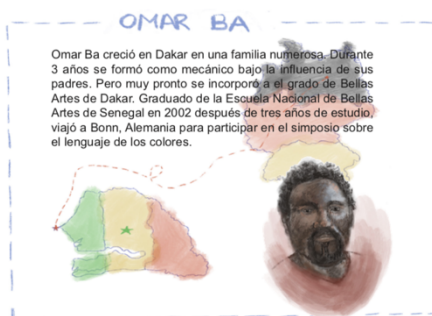 OMAR BA
Omar Ba creció en Dakar en una familia numerosa. Durante
3 años se formó como mecánico bajo la influencia de sus
padres. Pero muy pronto se incorporó a el grado de Bellas
Artes de Dakar. Graduado de la Escuela Nacional de Bellas
Artes de Senegal en 2002 después de tres años de estudio,
viajó a Bonn, Alemania para participar en el simposio sobre
el lenguaje de los colores.